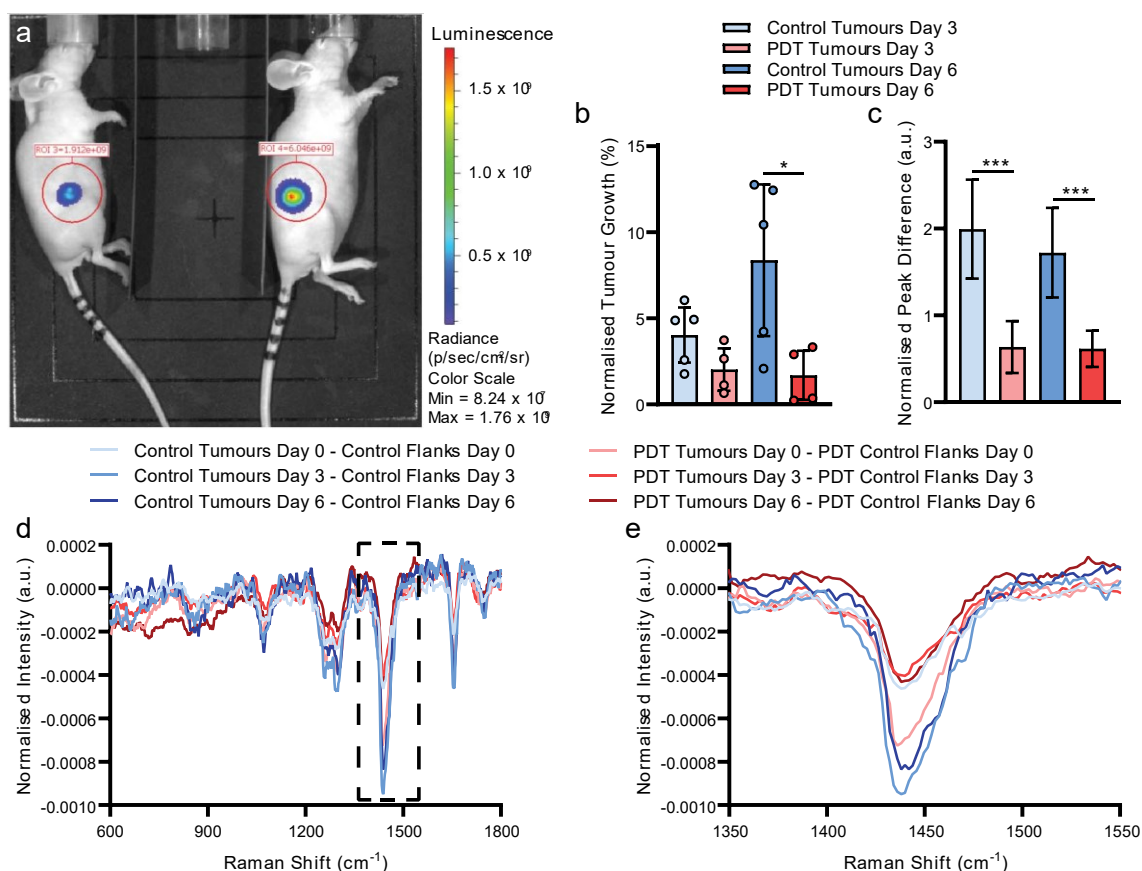 a
ROI 3=1.912e+09
ROI 4=6.046e+09
Luminescence
1.5 x 10⁹
1.0 x 10⁹
0.5 x 10⁹
Radiance
(p/sec/cm²/sr)
Color Scale
Min = 8.24 x 10⁷
Max = 1.76 x 10⁹
Control Tumours Day 3
PDT Tumours Day 3
Control Tumours Day 6
PDT Tumours Day 6
b
Normalised Tumour Growth (%)
15
10
5
0
*
c
Normalised Peak Difference (a.u.)
3
2
1
0
***
***
Control Tumours Day 0 - Control Flanks Day 0
Control Tumours Day 3 - Control Flanks Day 3
Control Tumours Day 6 - Control Flanks Day 6
PDT Tumours Day 0 - PDT Control Flanks Day 0
PDT Tumours Day 3 - PDT Control Flanks Day 3
PDT Tumours Day 6 - PDT Control Flanks Day 6
d
Normalised Intensity (a.u.)
0.0002
0.0000
-0.0002
-0.0004
-0.0006
-0.0008
-0.0010
600 900 1200 1500 1800
Raman Shift (cm⁻¹)
e
Normalised Intensity (a.u.)
0.0002
0.0000
-0.0002
-0.0004
-0.0006
-0.0008
-0.0010
1350 1400 1450 1500 1550
Raman Shift (cm⁻¹)